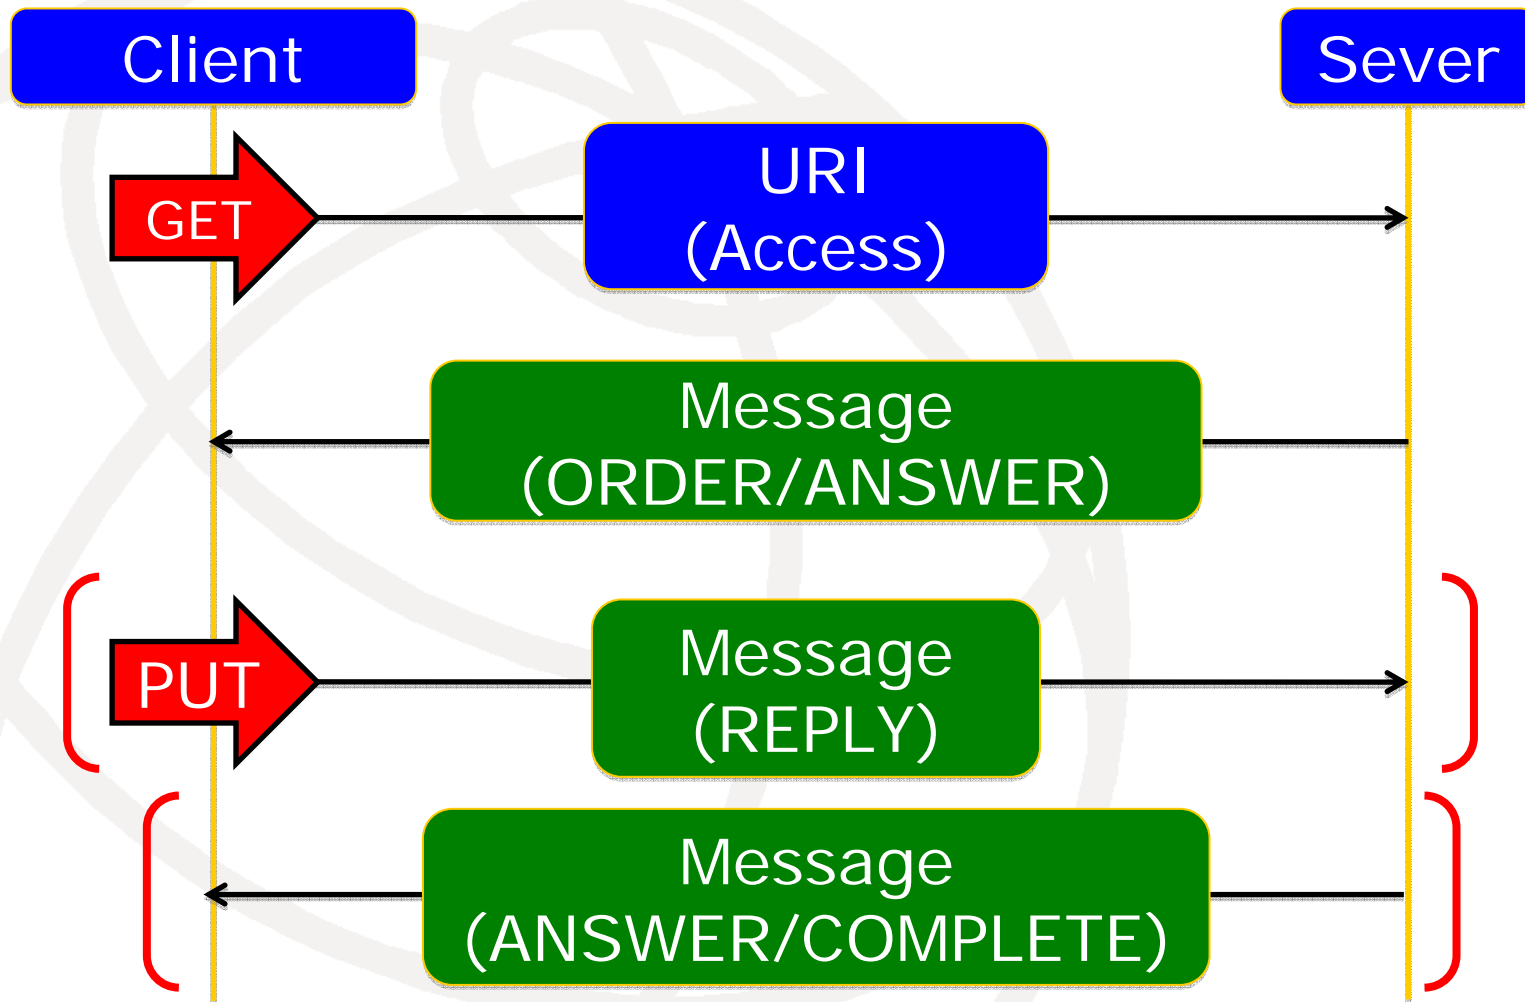 Client
Sever
GET
URI
(Access)
Message
(ORDER/ANSWER)
PUT
Message
(REPLY)
Message
(ANSWER/COMPLETE)